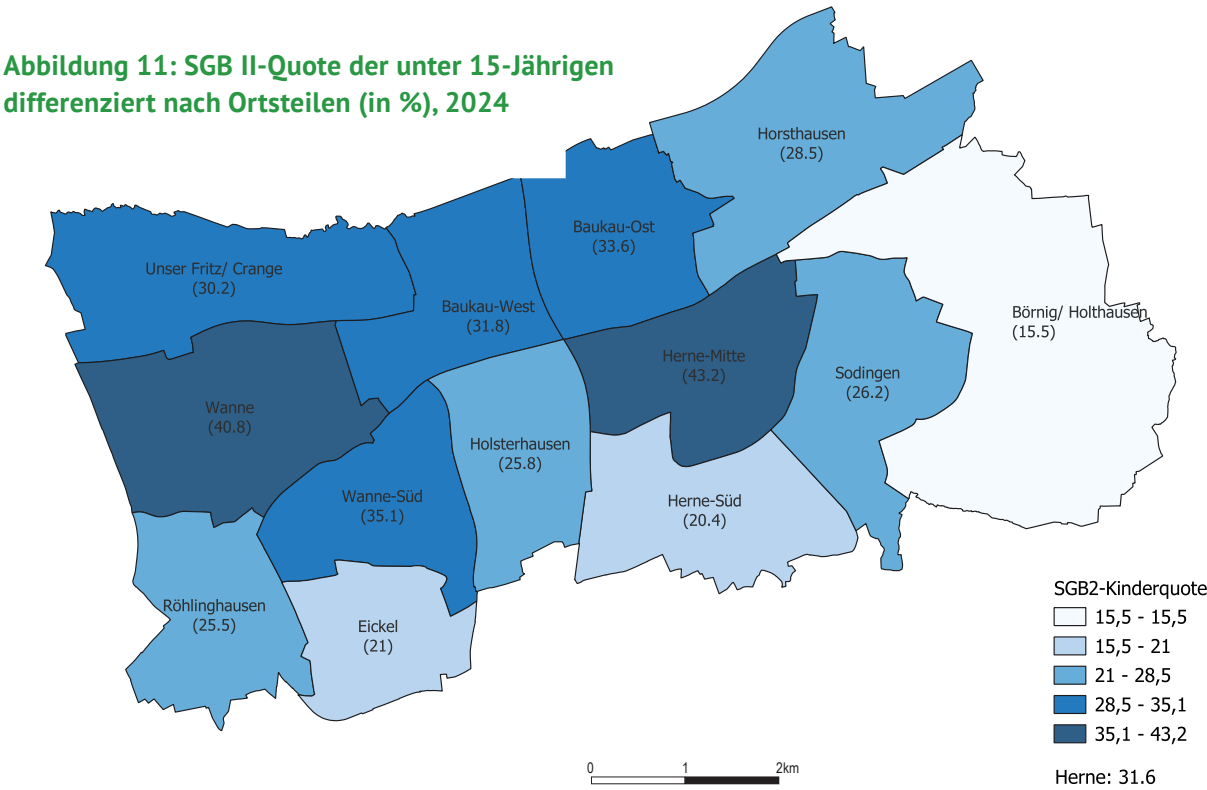 Abbildung 11: SGB II-Quote der unter 15-Jährigen
differenziert nach Ortsteilen (in %), 2024
Horsthausen
(28.5)
Baukau-Ost
(33.6)
Unser Fritz/ Crange
(30.2)
Baukau-West
(31.8)
Börnig/ Holthausen
(15.5)
Herne-Mitte
(43.2)
Sodingen
(26.2)
Wanne
(40.8)
Holsterhausen
(25.8)
Wanne-Süd
(35.1)
Herne-Süd
(20.4)
Röhlinghausen
(25.5)
Eickel
(21)
SGB2-Kinderquote
15,5 - 15,5
15,5 - 21
21 - 28,5
28,5 - 35,1
35,1 - 43,2
Herne: 31.6
0 1 2km